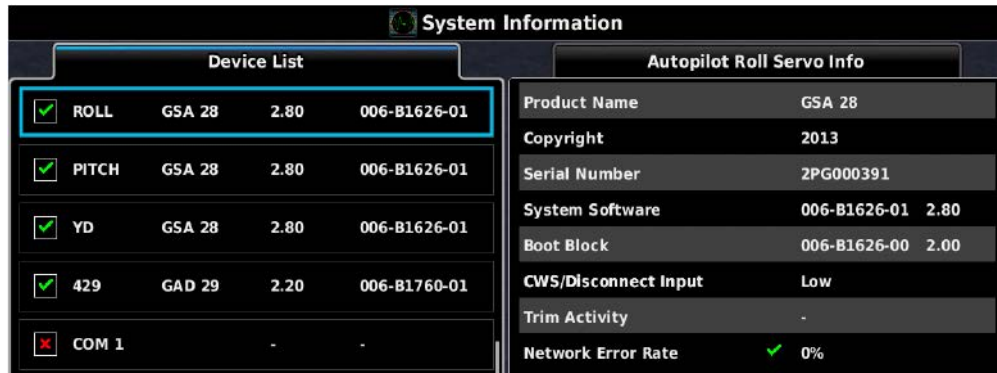 System Information
Device List
ROLL GSA 28 2.80 006-B1626-01
PITCH GSA 28 2.80 006-B1626-01
YD GSA 28 2.80 006-B1626-01
429 GAD 29 2.20 006-B1760-01
COM 1 - -
Autopilot Roll Servo Info
Product Name GSA 28
Copyright 2013
Serial Number 2PG000391
System Software 006-B1626-01 2.80
Boot Block 006-B1626-00 2.00
CWS/Disconnect Input Low
Trim Activity -
Network Error Rate 0%